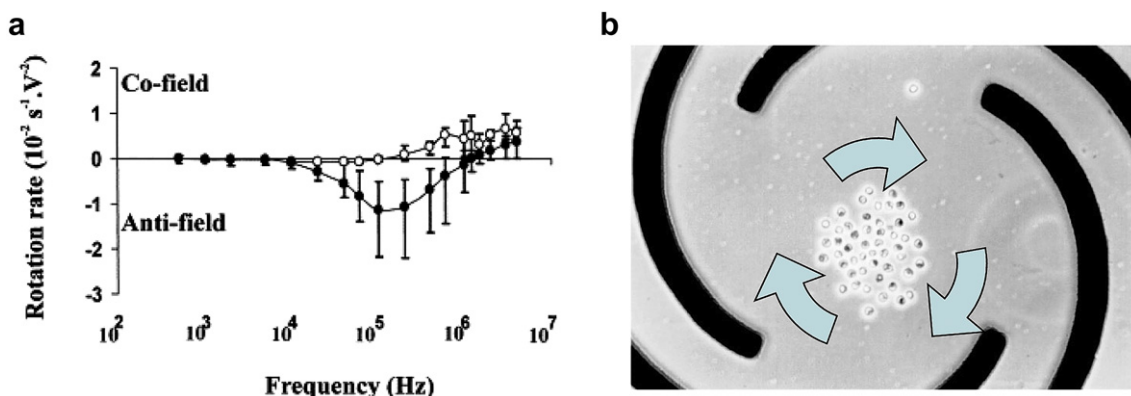 a
b
2
Co-field
1
0
-1
Anti-field
-2
-3
Rotation rate (10⁻² s⁻¹.V⁻²)
10² 10³ 10⁴ 10⁵ 10⁶ 10⁷
Frequency (Hz)